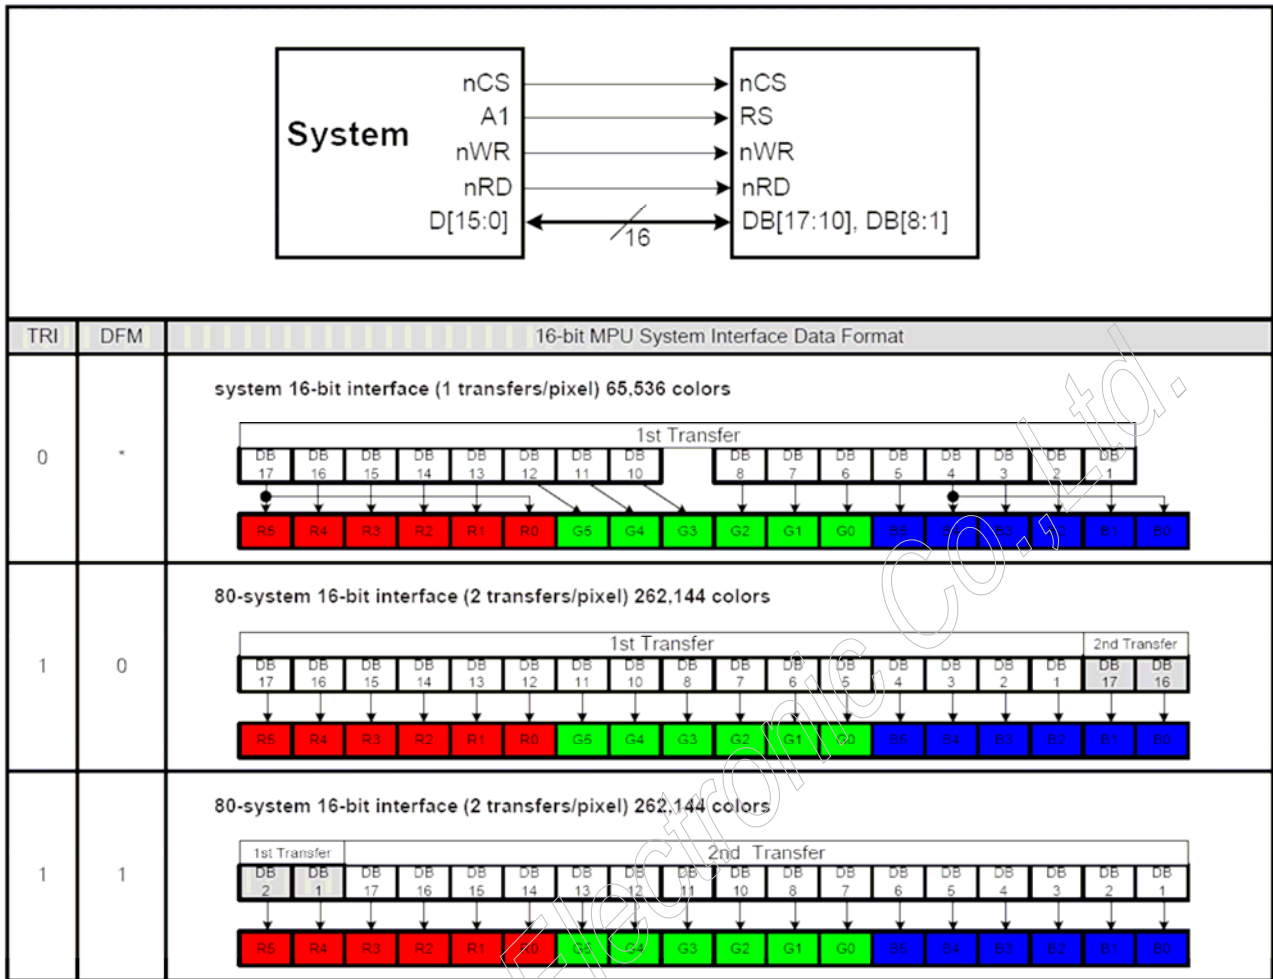 nCS nCS
A1 RS
System
nWR nWR
nRD nRD
D[15:0] 16 DB[17:10], DB[8:1]
TRI DFM 16-bit MPU System Interface Data Format
system 16-bit interface (1 transfers/pixel) 65,536 colors
1st Transfer
0 *
DB DB DB DB DB DB DB DB DB DB DB DB DB DB DB DB
17 16 15 14 13 12 11 10 8 7 6 5 4 3 2 1
R5 R4 R3 R2 R1 R0 G5 G4 G3 G2 G1 G0 B5 B4 B3 B2 B1 B0
80-system 16-bit interface (2 transfers/pixel) 262,144 colors
1st Transfer 2nd Transfer
1 0
DB DB DB DB DB DB DB DB DB DB DB DB DB DB DB DB DB DB
17 16 15 14 13 12 11 10 8 7 6 5 4 3 2 1 17 16
R5 R4 R3 R2 R1 R0 G5 G4 G3 G2 G1 G0 B5 B4 B3 B2 B1 B0
80-system 16-bit interface (2 transfers/pixel) 262,144 colors
1st Transfer 2nd Transfer
1 1
DB DB DB DB DB DB DB DB DB DB DB DB DB DB DB DB DB DB
2 1 17 16 15 14 13 12 11 10 8 7 6 5 4 3 2 1
R5 R4 R3 R2 R1 R0 G5 G4 G3 G2 G1 G0 B5 B4 B3 B2 B1 B0
Electronic Co.,Ltd.